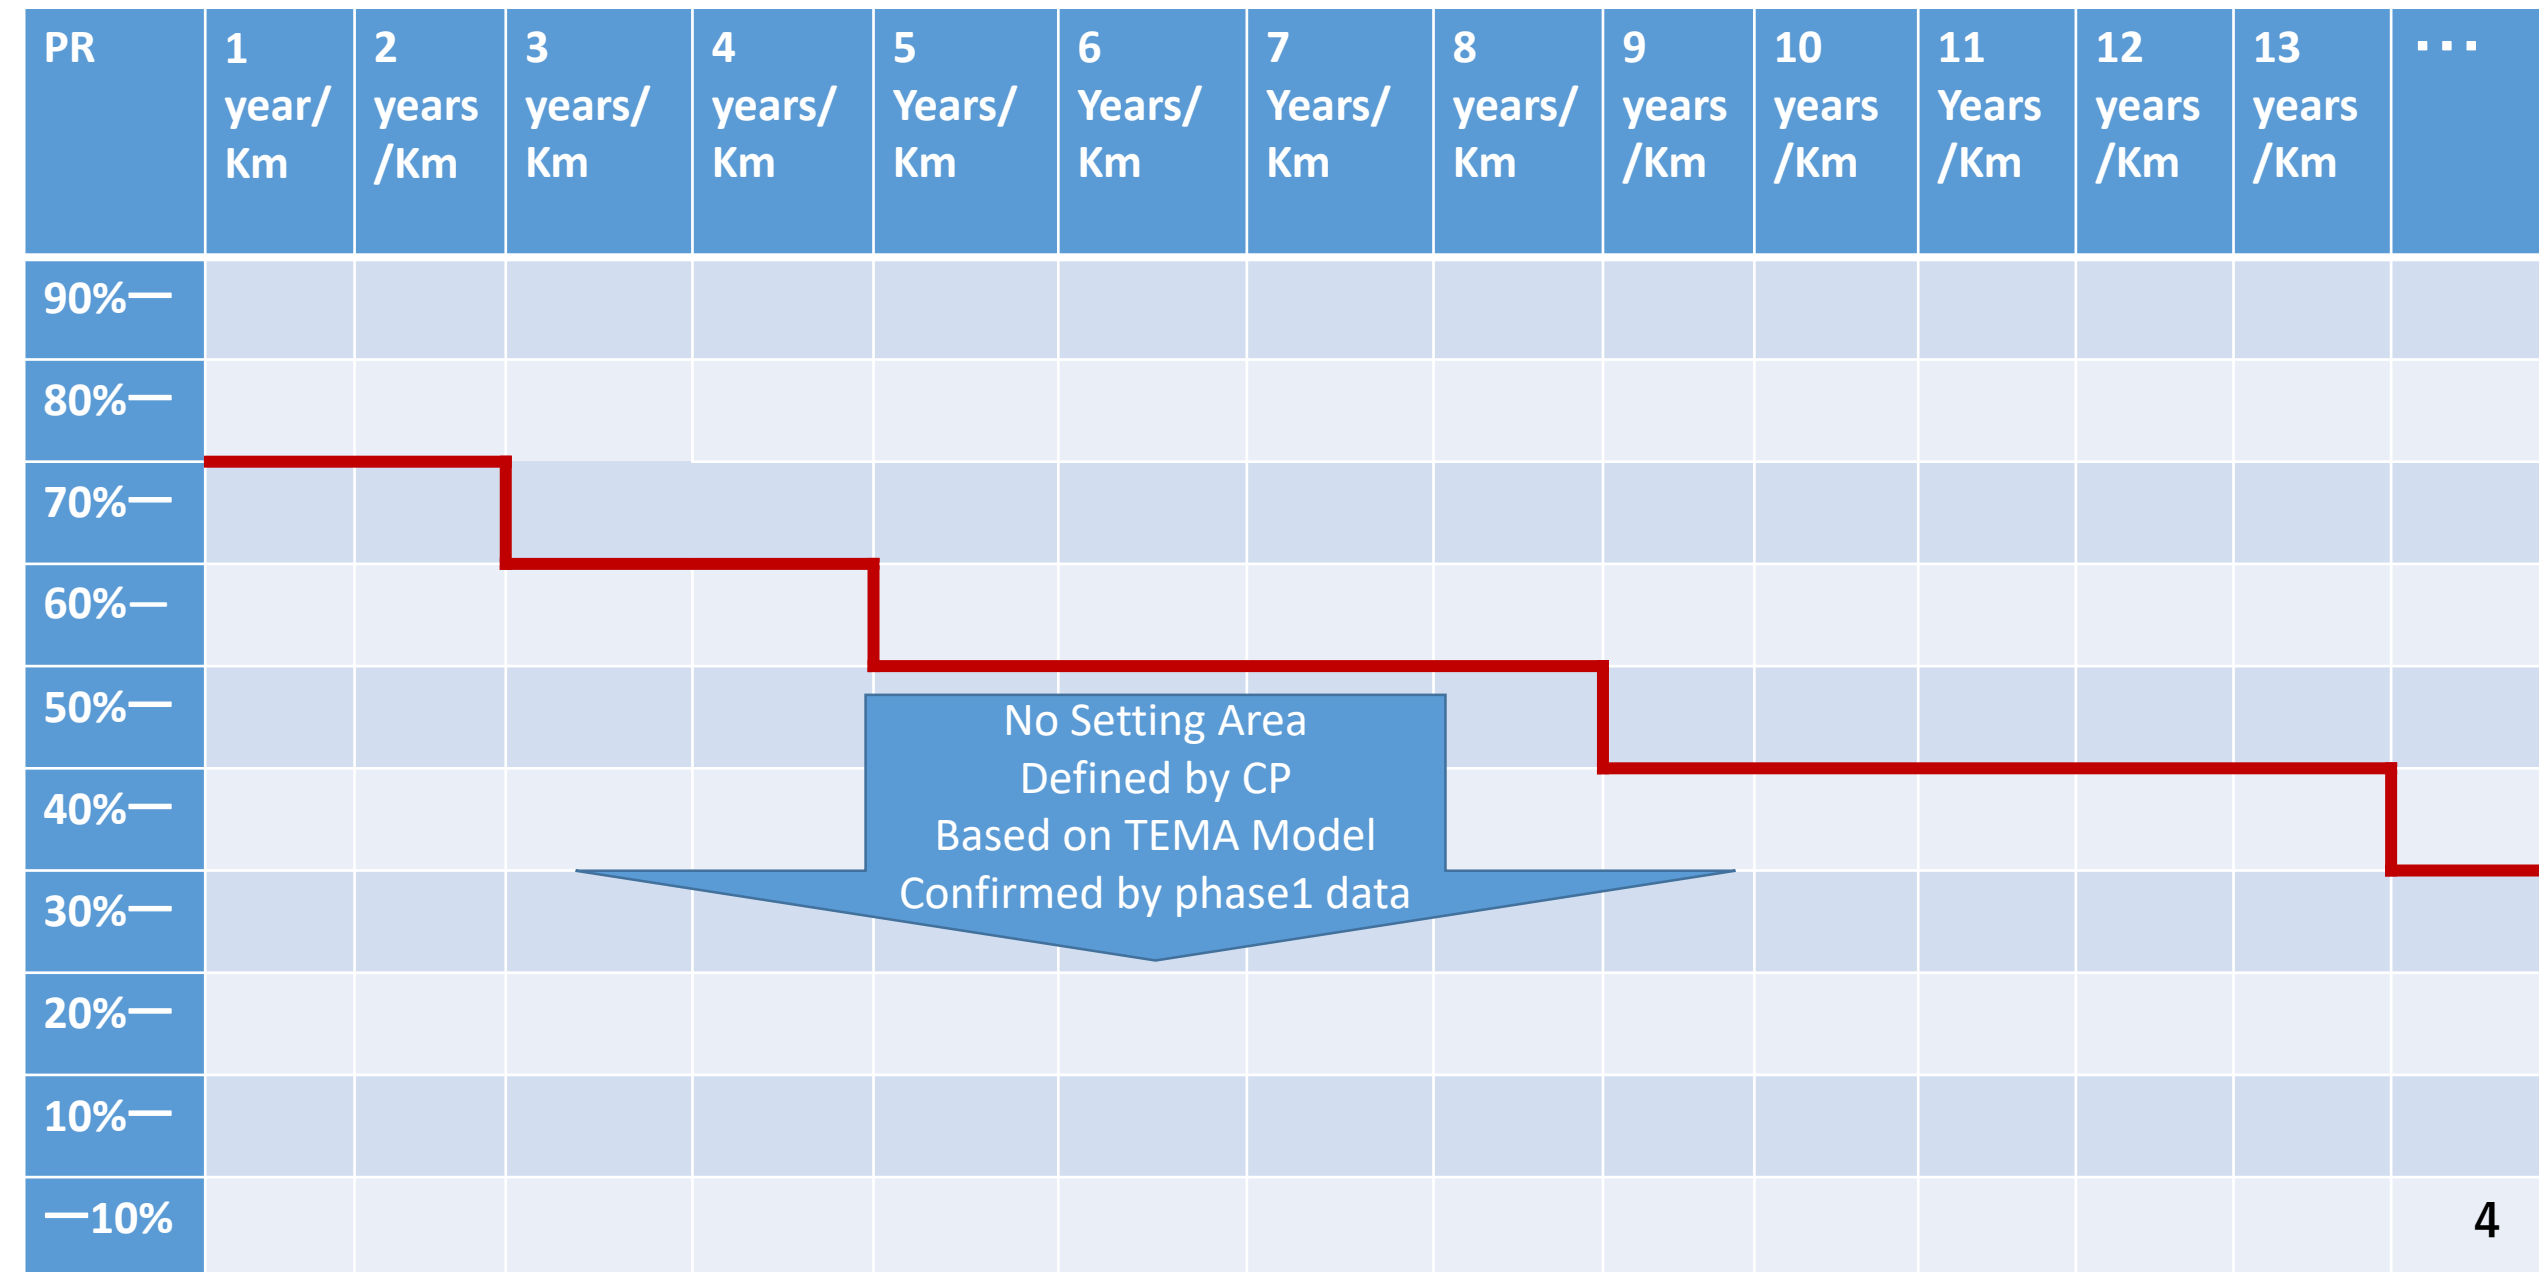 PR
1
year/
Km
2
years
/Km
3
years/
Km
4
years/
Km
5
Years/
Km
6
Years/
Km
7
Years/
Km
8
years/
Km
9
years
/Km
10
years
/Km
11
Years
/Km
12
years
/Km
13
years
/Km
…
90%—
80%—
70%—
60%—
50%—
40%—
30%—
20%—
10%—
—10%
No Setting Area
Defined by CP
Based on TEMA Model
Confirmed by phase1 data
4